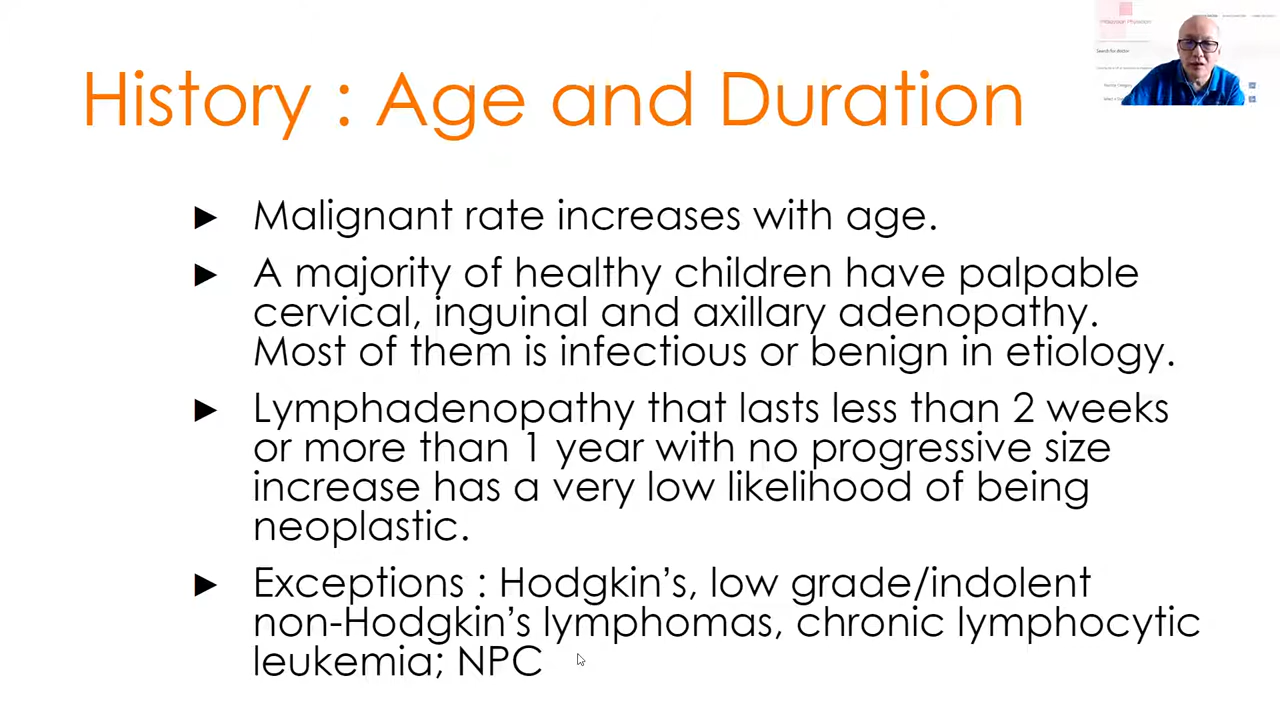 History : Age and Duration
► Malignant rate increases with age.
► A majority of healthy children have palpable
cervical, inguinal and axillary adenopathy.
Most of them is infectious or benign in etiology.
► Lymphadenopathy that lasts less than 2 weeks
or more than 1 year with no progressive size
increase has a very low likelihood of being
neoplastic.
► Exceptions : Hodgkin’s, low grade/indolent
non-Hodgkin’s lymphomas, chronic lymphocytic
leukemia; NPC